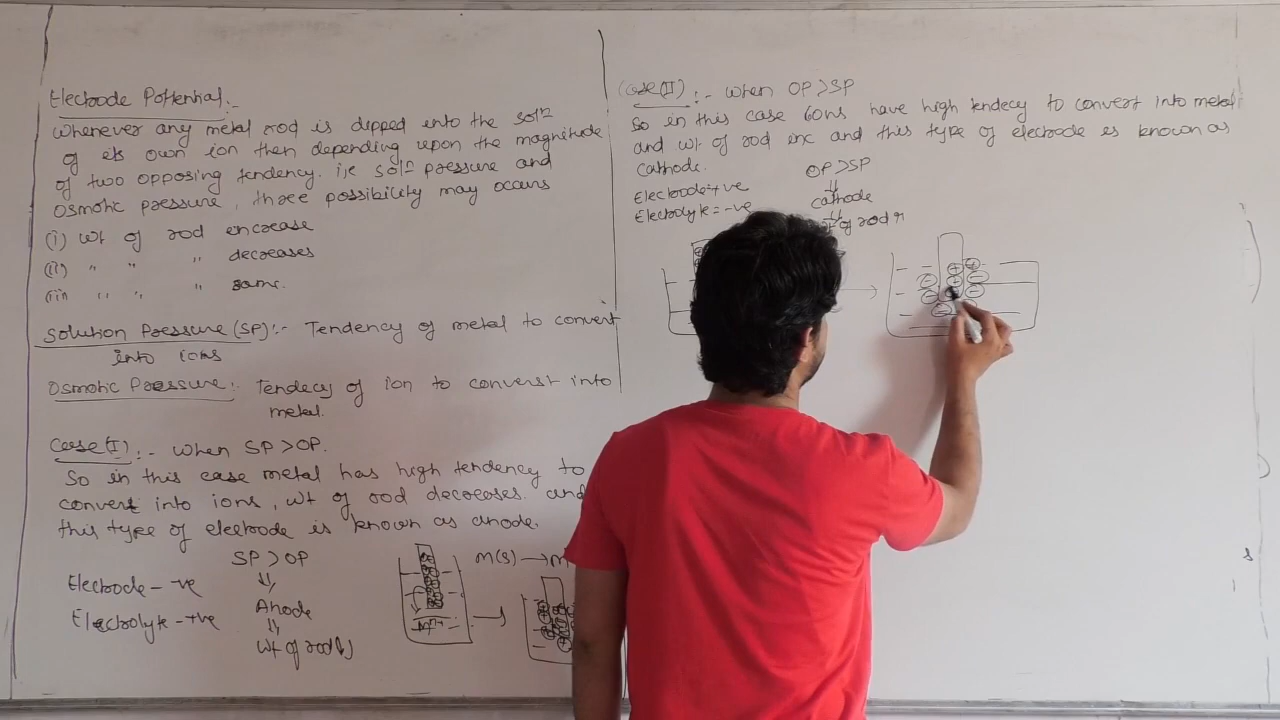 Electrode Potential:-
Whenever any metal rod is dipped into the sol^n
of its own ion then depending upon the magnitude
of two opposing tendency. i.e sol^n pressure and
Osmotic pressure, three possibility may occurs
(i) Wt of rod encrease
(ii) " " " decreases
(iii " " " same.
Solution Pressure (SP):- Tendency of metal to convert
into ions
Osmotic Pressure:- Tendecy of ion to convert into
metal.
Case(I):- When SP > OP.
So in this case metal has high tendency to
convert into ions, wt of rod decreases. and
this type of electrode is known as anode.
SP > OP
⇓
Electrode - -ve
Anode
Electrolyte - +ve
⇓
Wt of rod(↓)
M(s) → M
Case(II):- When OP > SP
So in this case ions have high tendecy to convert into metal
and wt of rod inc and this type of electrode is known as
cathode.
OP > SP
⇓
Electrode = +ve
cathode
Electrolyte = -ve
⇓
of rod ↑